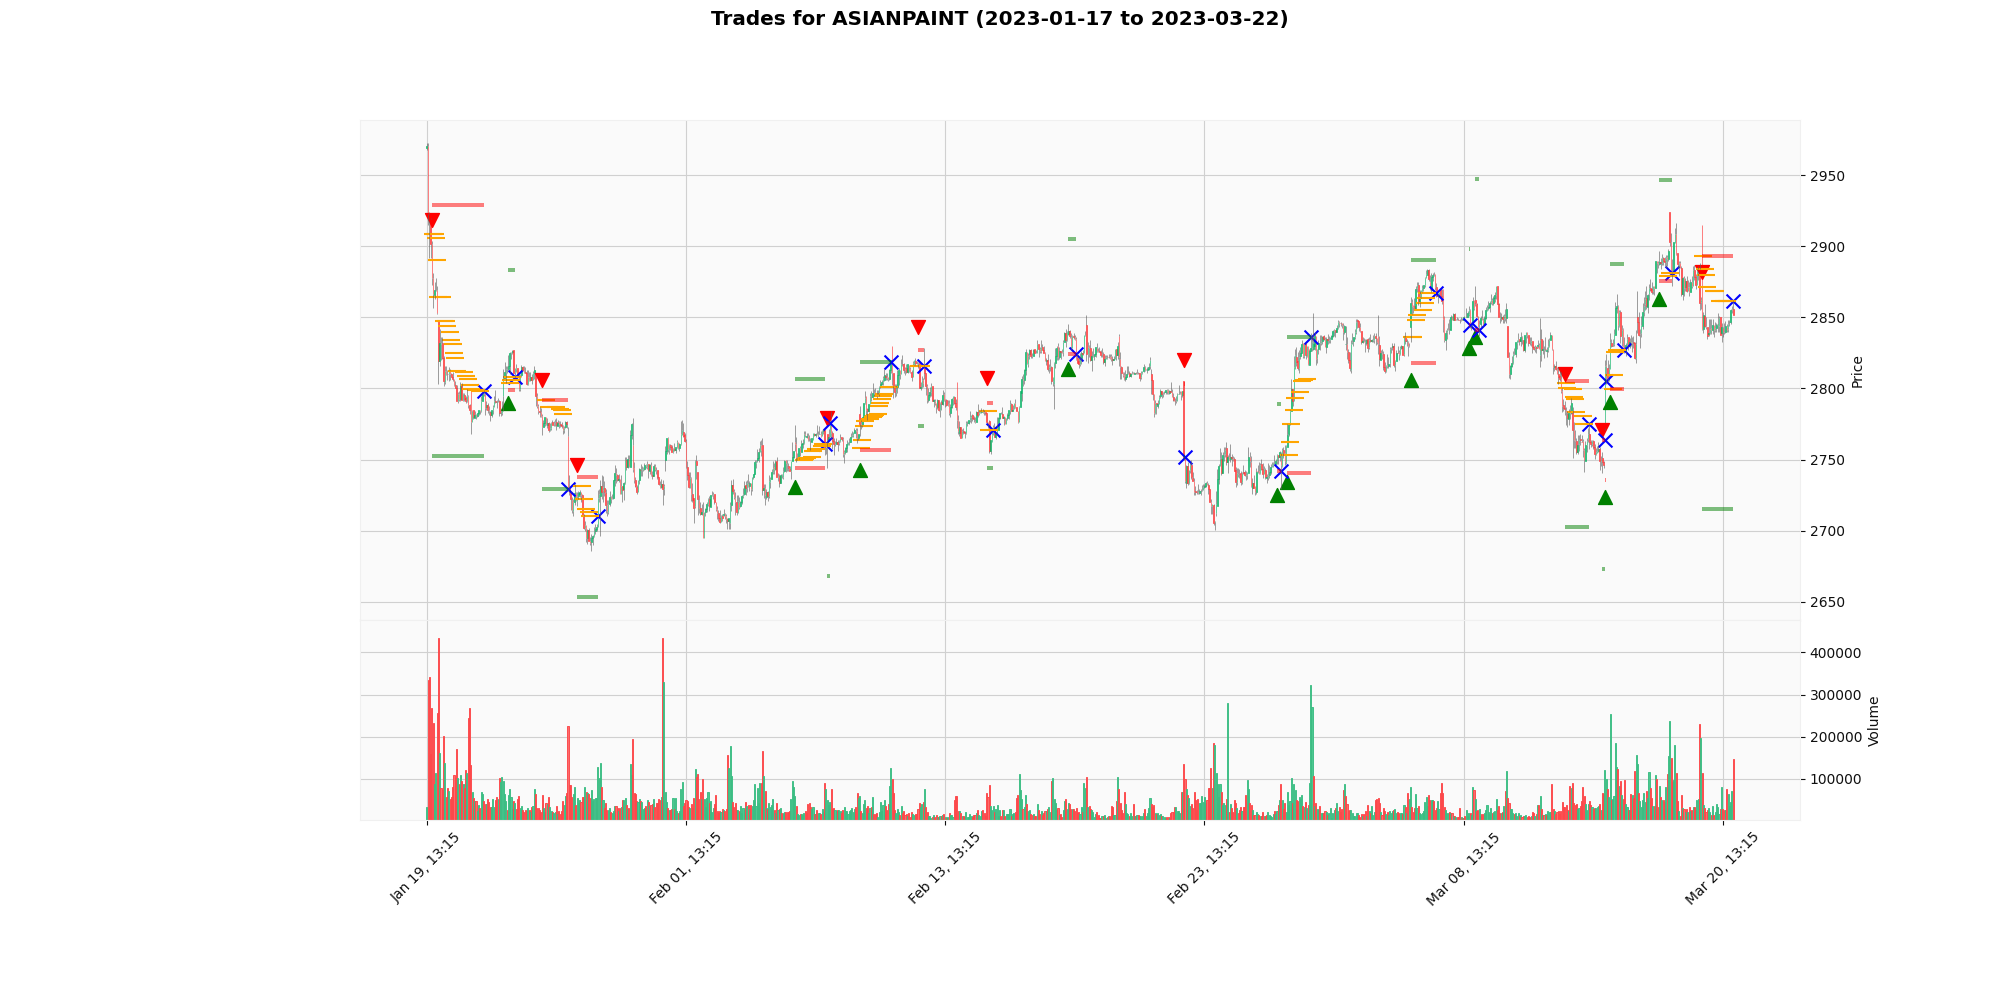 Trades for ASIANPAINT (2023-01-17 to 2023-03-22)
2950
2900
2850
2800
2750
2700
2650
Price
400000
300000
200000
100000
Volume
Jan 19, 13:15
Feb 01, 13:15
Feb 13, 13:15
Feb 23, 13:15
Mar 08, 13:15
Mar 20, 13:15